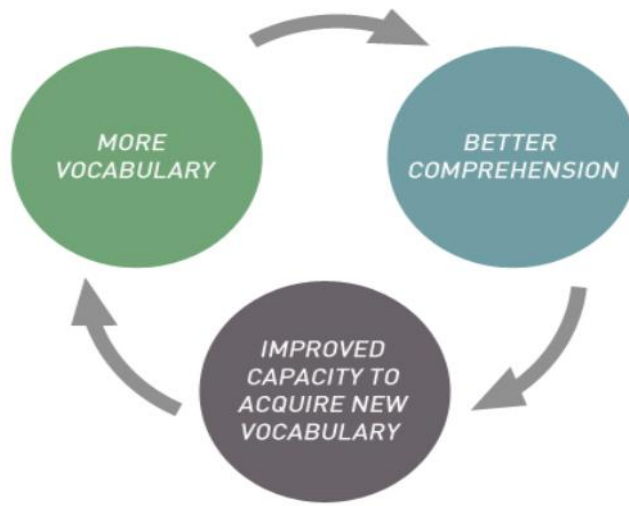 MORE
VOCABULARY
BETTER
COMPREHENSION
IMPROVED
CAPACITY TO
ACQUIRE NEW
VOCABULARY